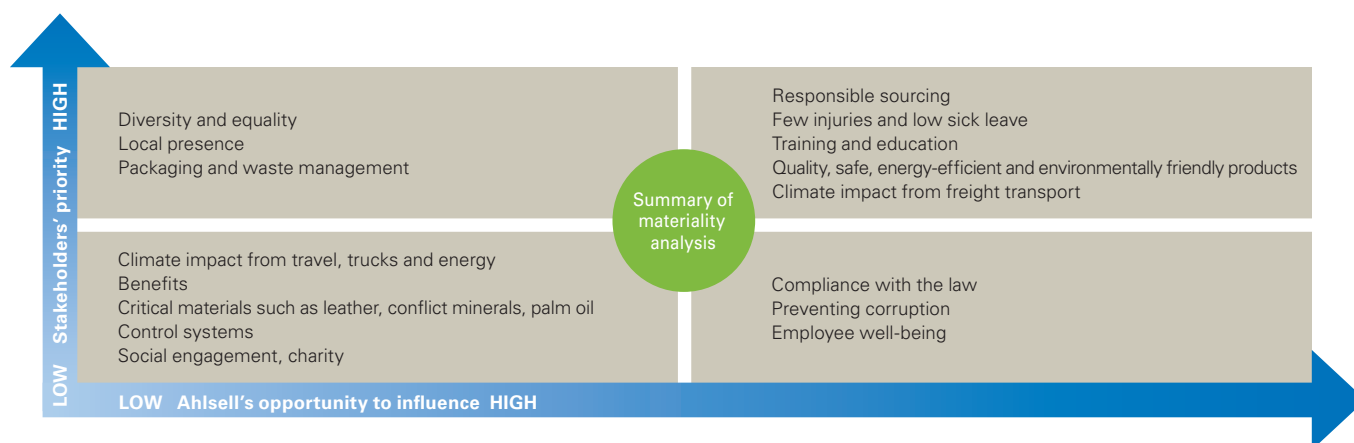 LOW Stakeholders' priority HIGH
Diversity and equality
Local presence
Packaging and waste management
Responsible sourcing
Few injuries and low sick leave
Training and education
Quality, safe, energy-efficient and environmentally friendly products
Climate impact from freight transport
Summary of
materiality
analysis
Climate impact from travel, trucks and energy
Benefits
Critical materials such as leather, conflict minerals, palm oil
Control systems
Social engagement, charity
Compliance with the law
Preventing corruption
Employee well-being
LOW Ahlsell's opportunity to influence HIGH